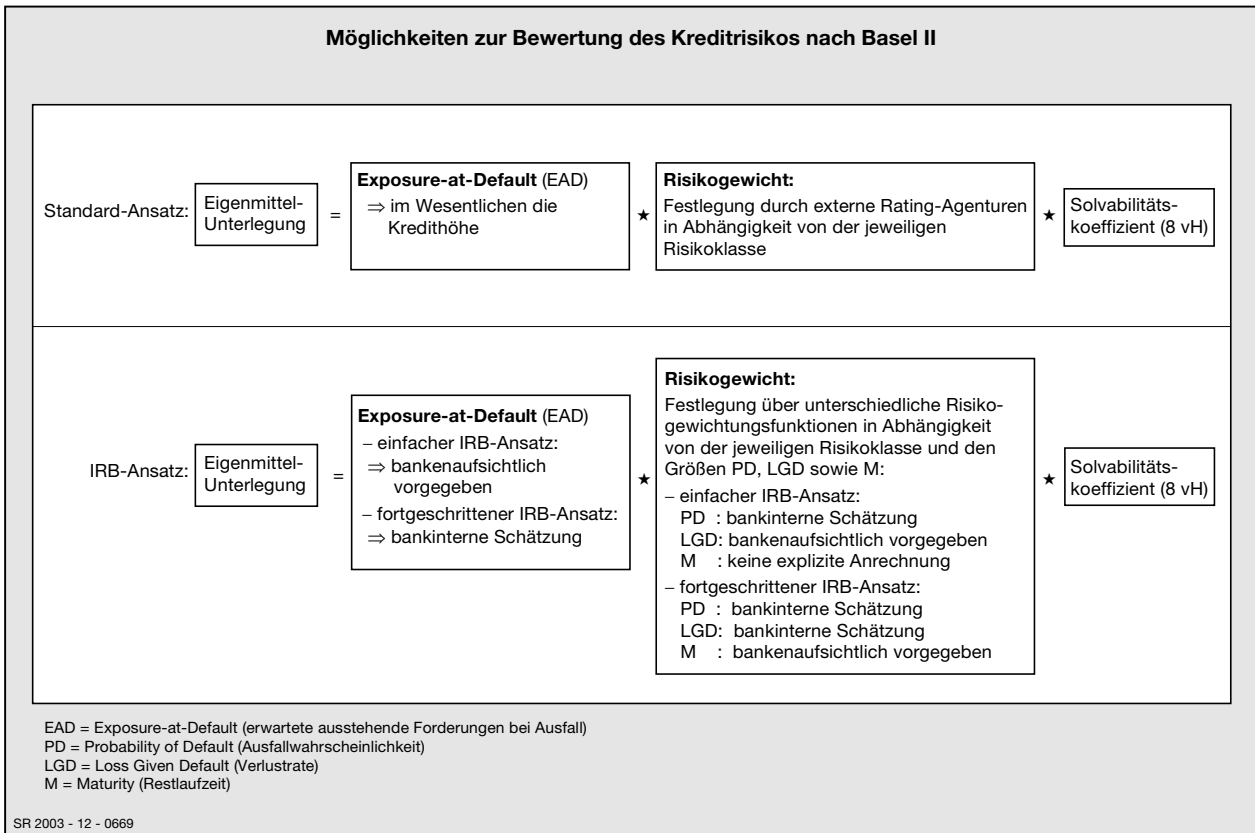 Möglichkeiten zur Bewertung des Kreditrisikos nach Basel II
Standard-Ansatz:
Eigenmittel-
Unterlegung
=
Exposure-at-Default (EAD)
⇒ im Wesentlichen die
Kredithöhe
★
Risikogewicht:
Festlegung durch externe Rating-Agenturen
in Abhängigkeit von der jeweiligen
Risikoklasse
★
Solvabilitäts-
koeffizient (8 vH)
IRB-Ansatz:
Eigenmittel-
Unterlegung
=
Exposure-at-Default (EAD)
– einfacher IRB-Ansatz:
⇒ bankenaufsichtlich
vorgegeben
– fortgeschrittener IRB-Ansatz:
⇒ bankinterne Schätzung
★
Risikogewicht:
Festlegung über unterschiedliche Risiko-
gewichtungsfunktionen in Abhängigkeit
von der jeweiligen Risikoklasse und den
Größen PD, LGD sowie M:
– einfacher IRB-Ansatz:
PD : bankinterne Schätzung
LGD: bankenaufsichtlich vorgegeben
M : keine explizite Anrechnung
– fortgeschrittener IRB-Ansatz:
PD : bankinterne Schätzung
LGD: bankinterne Schätzung
M : bankenaufsichtlich vorgegeben
★
Solvabilitäts-
koeffizient (8 vH)
EAD = Exposure-at-Default (erwartete ausstehende Forderungen bei Ausfall)
PD = Probability of Default (Ausfallwahrscheinlichkeit)
LGD = Loss Given Default (Verlustrate)
M = Maturity (Restlaufzeit)
SR 2003 - 12 - 0669